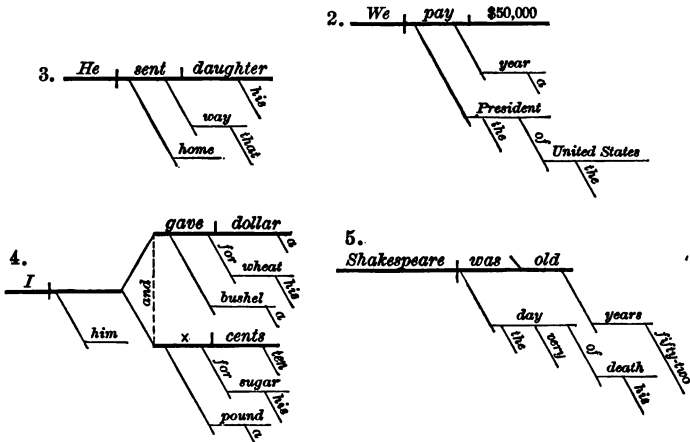 2. We pay $50,000
year
a
President
the
of
United States
the
3. He sent daughter
his
way
that
home
4.
I
him
and
gave dollar
a
for
wheat
his
bushel
a
x cents
ten
for
sugar
his
pound
a
5.
Shakespeare was old
day
the
very
of
death
his
years
fifty-two